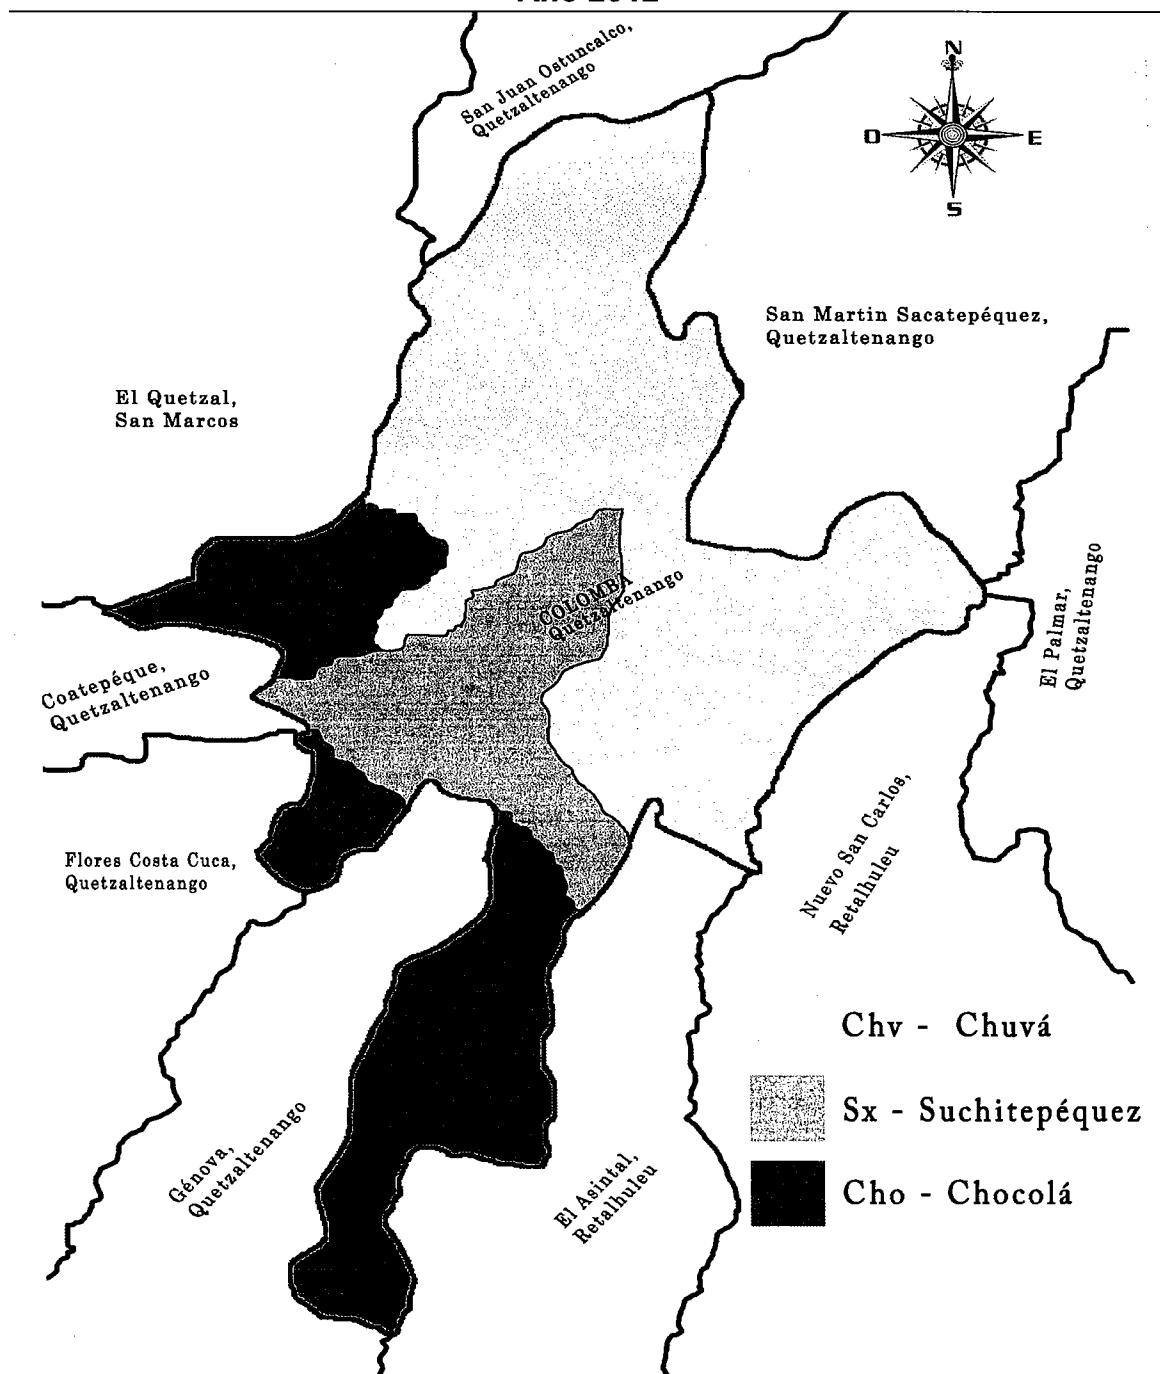 Año 2012
San Juan Ostuncalco,
Quetzaltenango
N
O
E
S
San Martin Sacatepéquez,
Quetzaltenango
El Quetzal,
San Marcos
COLOMBA
Quetzaltenango
El Palmar,
Quetzaltenango
Coatepéque,
Quetzaltenango
Flores Costa Cuca,
Quetzaltenango
Nuevo San Carlos,
Retalhuleu
Génova,
Quetzaltenango
El Asintal,
Retalhuleu
Chv - Chuvá
Sx - Suchitepéquez
Cho - Chocolá